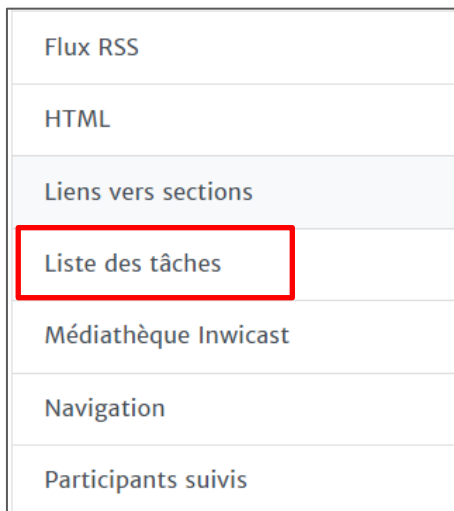 Flux RSS
HTML
Liens vers sections
Liste des tâches
Médiathèque Inwicast
Navigation
Participants suivis